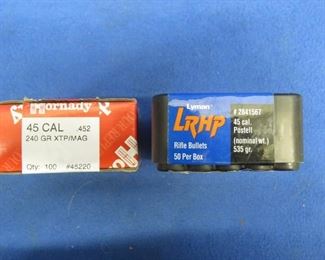 Hornady
45 CAL .452
240 GR XTP/MAG
Qty: 100 #45220
Lyman
LRHP
Rifle Bullets
50 Per Box
# 2641567
45 cal.
Postell
(nominal wt.)
535 gr.